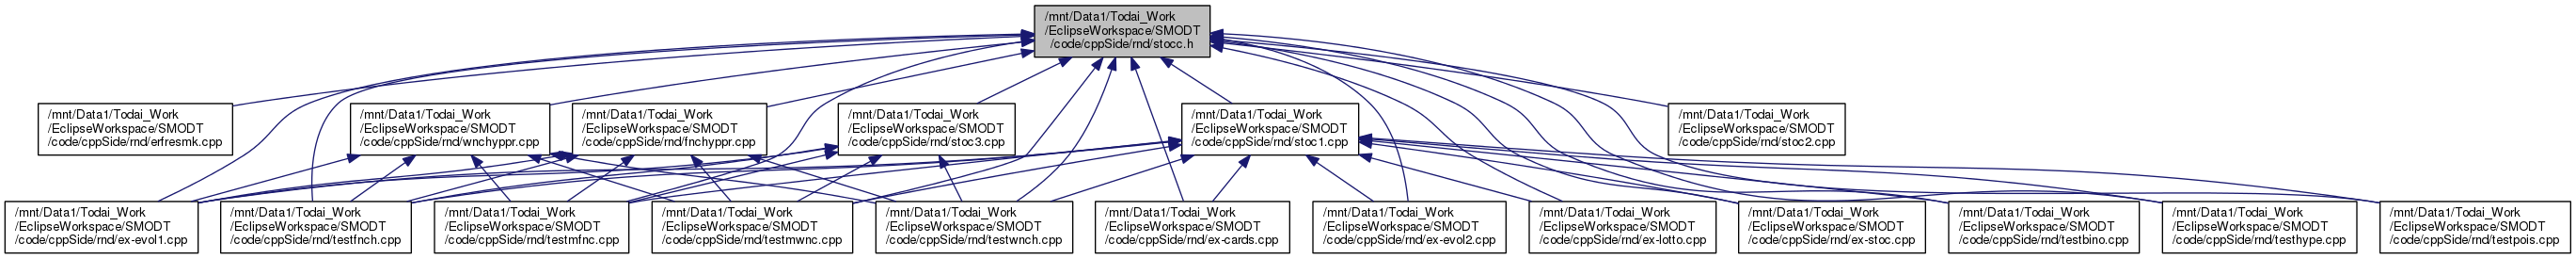 /mnt/Data1/Todai_Work
/EclipseWorkspace/SMODT
/code/cppSide/rnd/stocc.h
/mnt/Data1/Todai_Work
/EclipseWorkspace/SMODT
/code/cppSide/rnd/erfresmk.cpp
/mnt/Data1/Todai_Work
/EclipseWorkspace/SMODT
/code/cppSide/rnd/wnchyppr.cpp
/mnt/Data1/Todai_Work
/EclipseWorkspace/SMODT
/code/cppSide/rnd/fnchyppr.cpp
/mnt/Data1/Todai_Work
/EclipseWorkspace/SMODT
/code/cppSide/rnd/stoc3.cpp
/mnt/Data1/Todai_Work
/EclipseWorkspace/SMODT
/code/cppSide/rnd/stoc1.cpp
/mnt/Data1/Todai_Work
/EclipseWorkspace/SMODT
/code/cppSide/rnd/stoc2.cpp
/mnt/Data1/Todai_Work
/EclipseWorkspace/SMODT
/code/cppSide/rnd/ex-evol1.cpp
/mnt/Data1/Todai_Work
/EclipseWorkspace/SMODT
/code/cppSide/rnd/testfnch.cpp
/mnt/Data1/Todai_Work
/EclipseWorkspace/SMODT
/code/cppSide/rnd/testmfnc.cpp
/mnt/Data1/Todai_Work
/EclipseWorkspace/SMODT
/code/cppSide/rnd/testmwnc.cpp
/mnt/Data1/Todai_Work
/EclipseWorkspace/SMODT
/code/cppSide/rnd/testwnch.cpp
/mnt/Data1/Todai_Work
/EclipseWorkspace/SMODT
/code/cppSide/rnd/ex-cards.cpp
/mnt/Data1/Todai_Work
/EclipseWorkspace/SMODT
/code/cppSide/rnd/ex-evol2.cpp
/mnt/Data1/Todai_Work
/EclipseWorkspace/SMODT
/code/cppSide/rnd/ex-lotto.cpp
/mnt/Data1/Todai_Work
/EclipseWorkspace/SMODT
/code/cppSide/rnd/ex-stoc.cpp
/mnt/Data1/Todai_Work
/EclipseWorkspace/SMODT
/code/cppSide/rnd/testbino.cpp
/mnt/Data1/Todai_Work
/EclipseWorkspace/SMODT
/code/cppSide/rnd/testhype.cpp
/mnt/Data1/Todai_Work
/EclipseWorkspace/SMODT
/code/cppSide/rnd/testpois.cpp